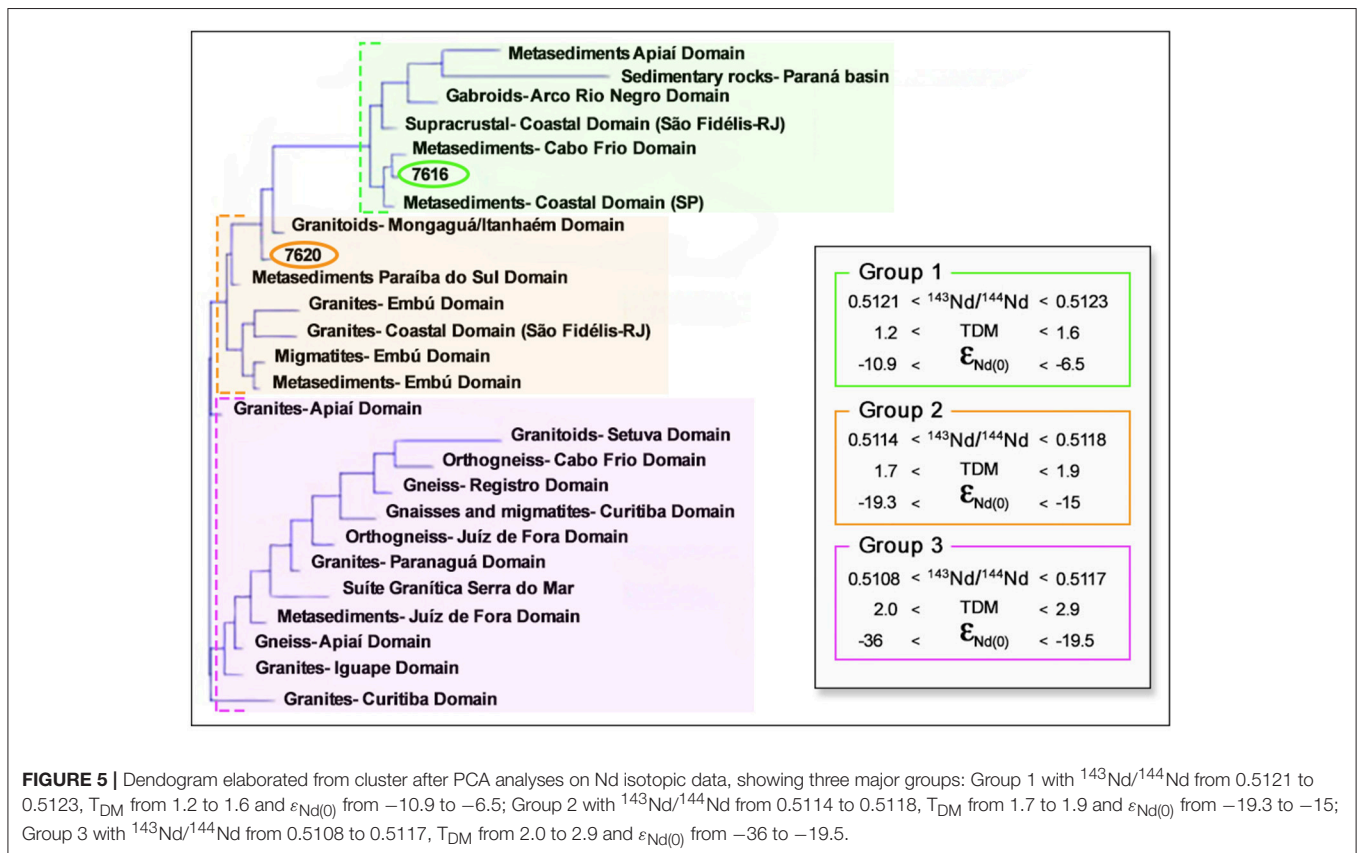 Metasediments Apiaí Domain
Sedimentary rocks- Paraná basin
Gabroids-Arco Rio Negro Domain
Supracrustal- Coastal Domain (São Fidélis-RJ)
Metasediments- Cabo Frio Domain
7616
Metasediments- Coastal Domain (SP)
Granitoids- Mongaguá/Itanhaém Domain
7620
Metasediments Paraíba do Sul Domain
Granites- Embú Domain
Granites- Coastal Domain (São Fidélis-RJ)
Migmatites- Embú Domain
Metasediments- Embú Domain
Granites-Apiaí Domain
Granitoids- Setuva Domain
Orthogneiss- Cabo Frio Domain
Gneiss- Registro Domain
Gnaisses and migmatites- Curitiba Domain
Orthogneiss- Juíz de Fora Domain
Granites- Paranaguá Domain
Suíte Granítica Serra do Mar
Metasediments- Juíz de Fora Domain
Gneiss-Apiaí Domain
Granites- Iguape Domain
Granites- Curitiba Domain
Group 1
0.5121 < ¹⁴³Nd/¹⁴⁴Nd < 0.5123
1.2 < TDM < 1.6
-10.9 < ƐNd(0) < -6.5
Group 2
0.5114 < ¹⁴³Nd/¹⁴⁴Nd < 0.5118
1.7 < TDM < 1.9
-19.3 < ƐNd(0) < -15
Group 3
0.5108 < ¹⁴³Nd/¹⁴⁴Nd < 0.5117
2.0 < TDM < 2.9
-36 < ƐNd(0) < -19.5
FIGURE 5 | Dendogram elaborated from cluster after PCA analyses on Nd isotopic data, showing three major groups: Group 1 with ¹⁴³Nd/¹⁴⁴Nd from 0.5121 to
0.5123, TDM from 1.2 to 1.6 and εNd(0) from −10.9 to −6.5; Group 2 with ¹⁴³Nd/¹⁴⁴Nd from 0.5114 to 0.5118, TDM from 1.7 to 1.9 and εNd(0) from −19.3 to −15;
Group 3 with ¹⁴³Nd/¹⁴⁴Nd from 0.5108 to 0.5117, TDM from 2.0 to 2.9 and εNd(0) from −36 to −19.5.